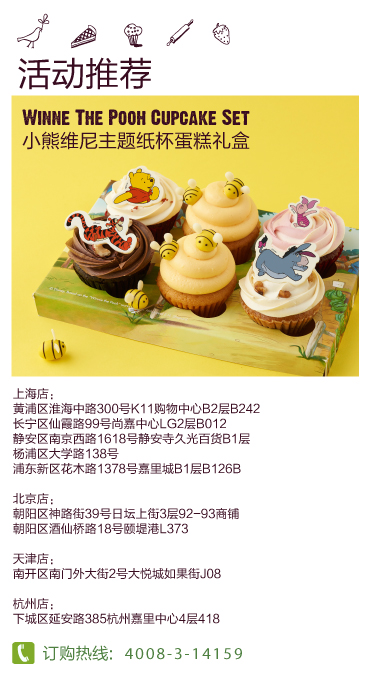 活动推荐
WINNE THE POOH CUPCAKE SET
小熊维尼主题纸杯蛋糕礼盒
上海店：
黄浦区淮海中路300号K11购物中心B2层B242
长宁区仙霞路99号尚嘉中心LG2层B012
静安区南京西路1618号静安寺久光百货B1层
杨浦区大学路138号
浦东新区花木路1378号嘉里城B1层B126B
北京店：
朝阳区神路街39号日坛上街3层92-93商铺
朝阳区酒仙桥路18号颐堤港L373
天津店：
南开区南门外大街2号大悦城如果街J08
杭州店：
下城区延安路385杭州嘉里中心4层418
订购热线：4008-3-14159